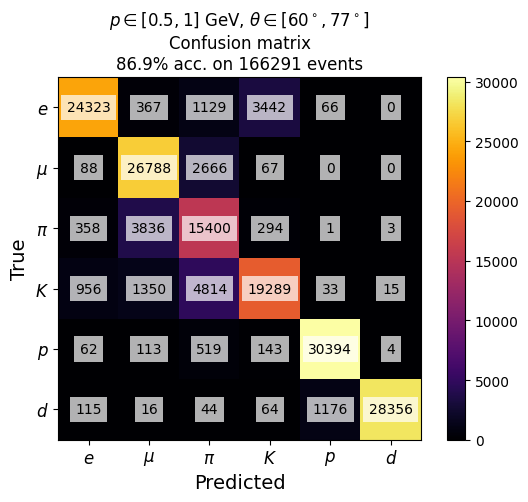 p ∈ [0.5, 1] GeV, θ ∈ [60°, 77°]
Confusion matrix
86.9% acc. on 166291 events
e 24323 367 1129 3442 66 0
μ 88 26788 2666 67 0 0
π 358 3836 15400 294 1 3
K 956 1350 4814 19289 33 15
p 62 113 519 143 30394 4
d 115 16 44 64 1176 28356
e μ π K p d
Predicted
True
30000
25000
20000
15000
10000
5000
0